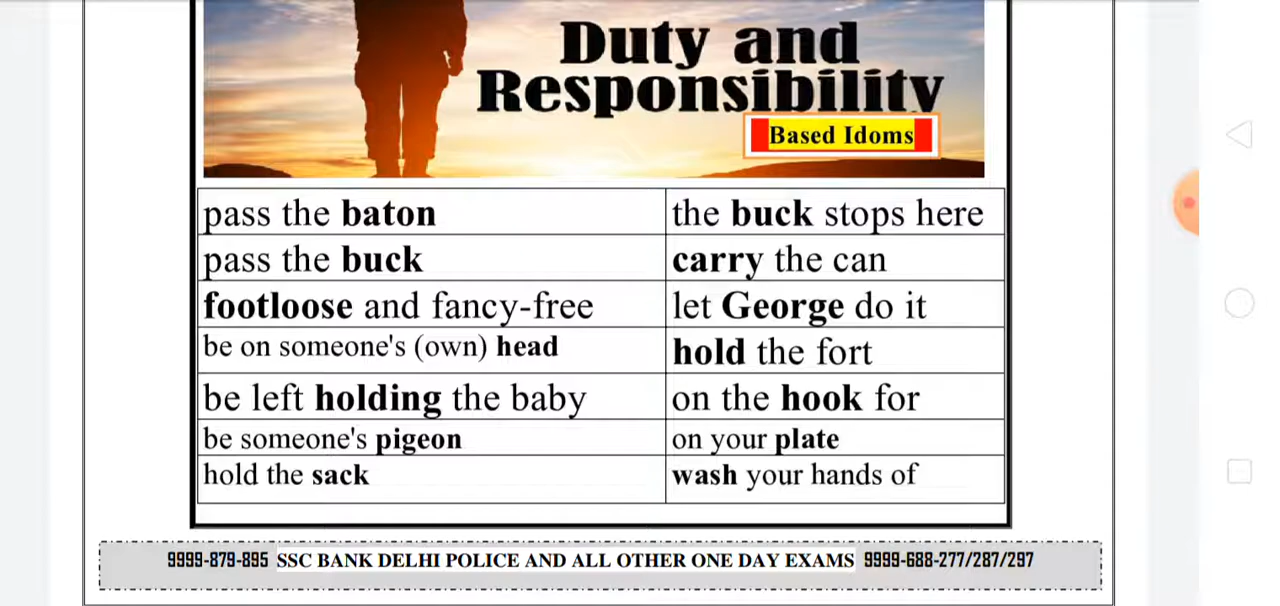 Duty and
Responsibility
Based Idoms
pass the baton
the buck stops here
pass the buck
carry the can
footloose and fancy-free
let George do it
be on someone's (own) head
hold the fort
be left holding the baby
on the hook for
be someone's pigeon
on your plate
hold the sack
wash your hands of
9999-879-895 SSC BANK DELHI POLICE AND ALL OTHER ONE DAY EXAMS 9999-688-277/287/297